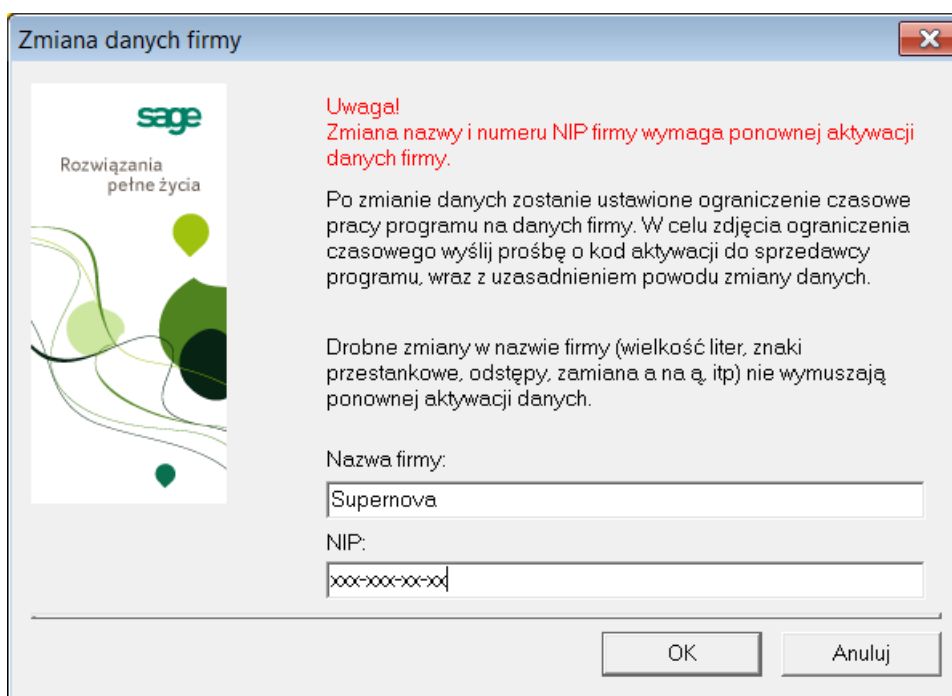 Zmiana danych firmy
sage
Rozwiązania
pełne życia
Uwaga!
Zmiana nazwy i numeru NIP firmy wymaga ponownej aktywacji
danych firmy.
Po zmianie danych zostanie ustawione ograniczenie czasowe
pracy programu na danych firmy. W celu zdjęcia ograniczenia
czasowego wyślij prośbę o kod aktywacji do sprzedawcy
programu, wraz z uzasadnieniem powodu zmiany danych.
Drobne zmiany w nazwie firmy (wielkość liter, znaki
przestankowe, odstępy, zamiana a na ą, itp) nie wymuszają
ponownej aktywacji danych.
Nazwa firmy:
Supernova
NIP:
xxx-xxx-xx-xx
OK
Anuluj